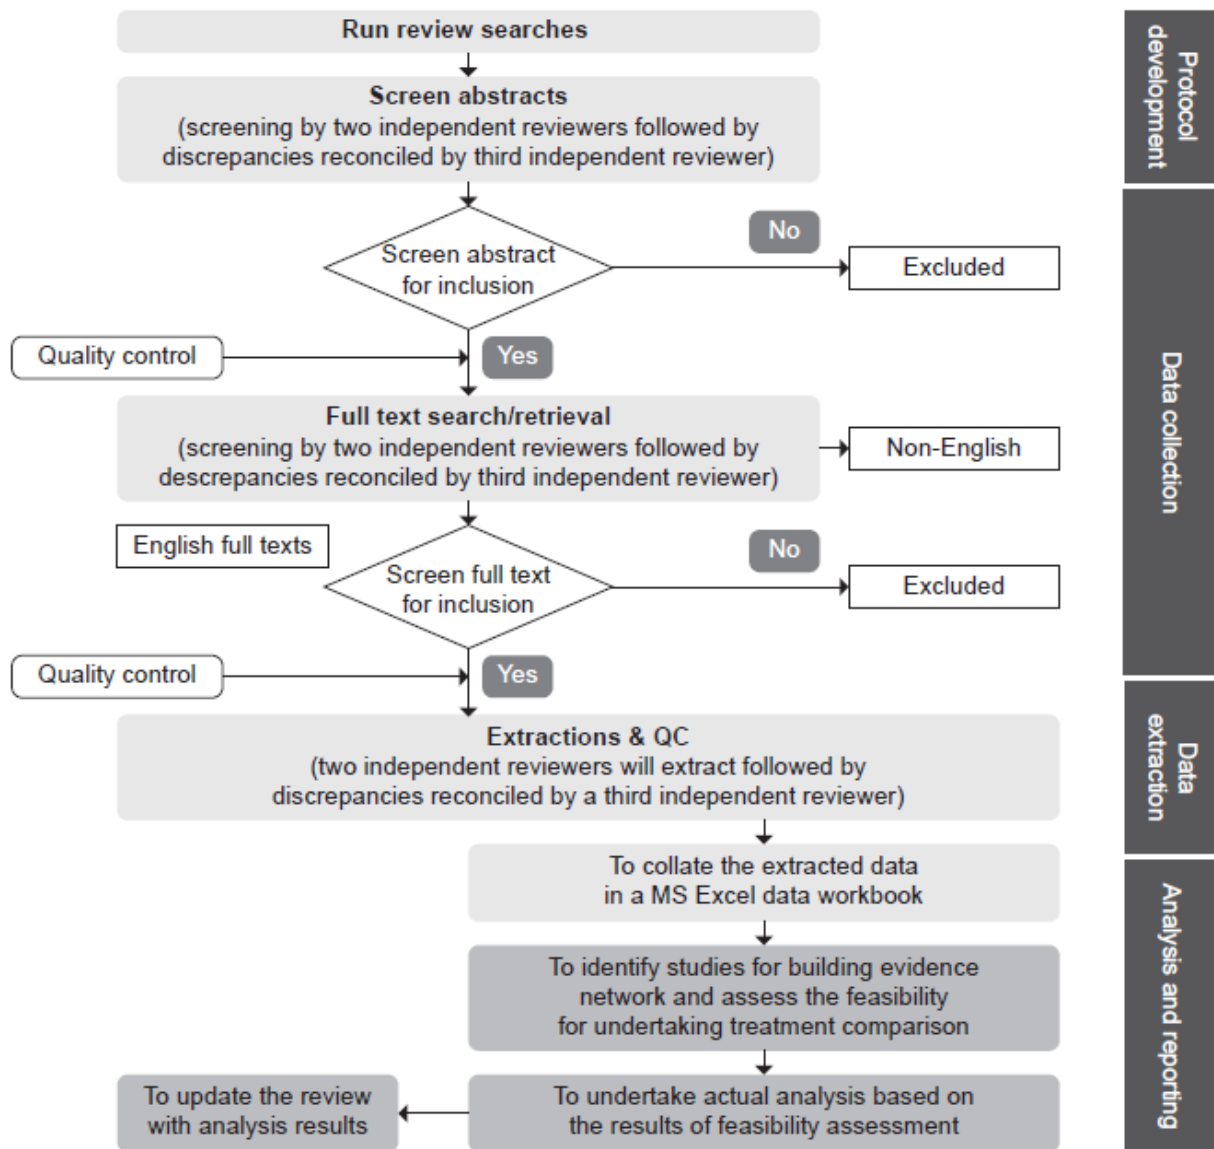 Run review searches
Screen abstracts
(screening by two independent reviewers followed by
discrepancies reconciled by third independent reviewer)
Screen abstract
for inclusion
No
Excluded
Quality control
Yes
Full text search/retrieval
(screening by two independent reviewers followed by
descrepancies reconciled by third independent reviewer)
Non-English
English full texts
Screen full text
for inclusion
No
Excluded
Quality control
Yes
Extractions & QC
(two independent reviewers will extract followed by
discrepancies reconciled by a third independent reviewer)
To collate the extracted data
in a MS Excel data workbook
To identify studies for building evidence
network and assess the feasibility
for undertaking treatment comparison
To undertake actual analysis based on
the results of feasibility assessment
To update the review
with analysis results
Protocol
development
Data collection
Data
extraction
Analysis and reporting